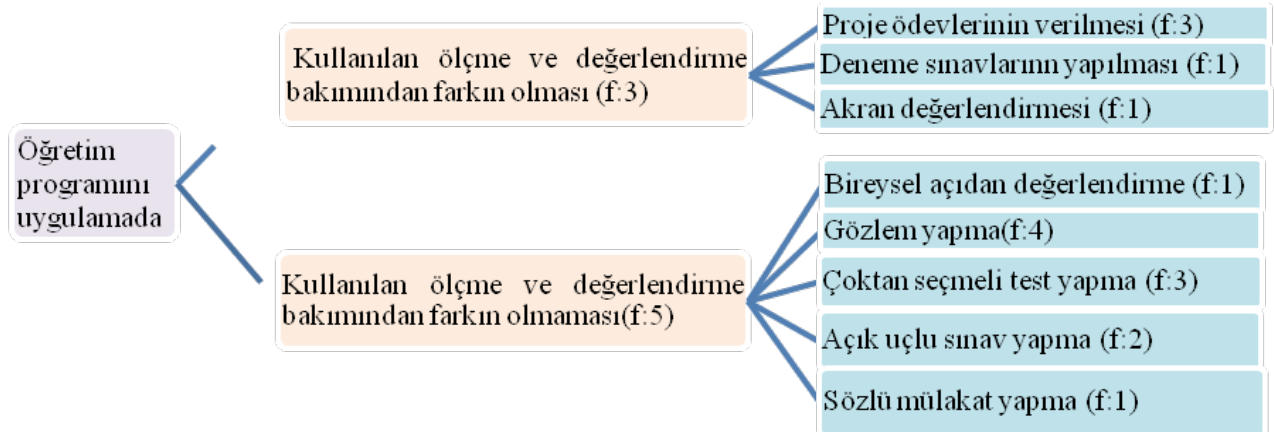 Öğretim
programını
uygulamada
Kullanılan ölçme ve değerlendirme
bakımından farkın olması (f:3)
Proje ödevlerinin verilmesi (f:3)
Deneme sınavlarının yapılması (f:1)
Akran değerlendirmesi (f:1)
Kullanılan ölçme ve değerlendirme
bakımından farkın olmaması(f:5)
Bireysel açıdan değerlendirme (f:1)
Gözlem yapma(f:4)
Çoktan seçmeli test yapma (f:3)
Açık uçlu sınav yapma (f:2)
Sözlü mülakat yapma (f:1)